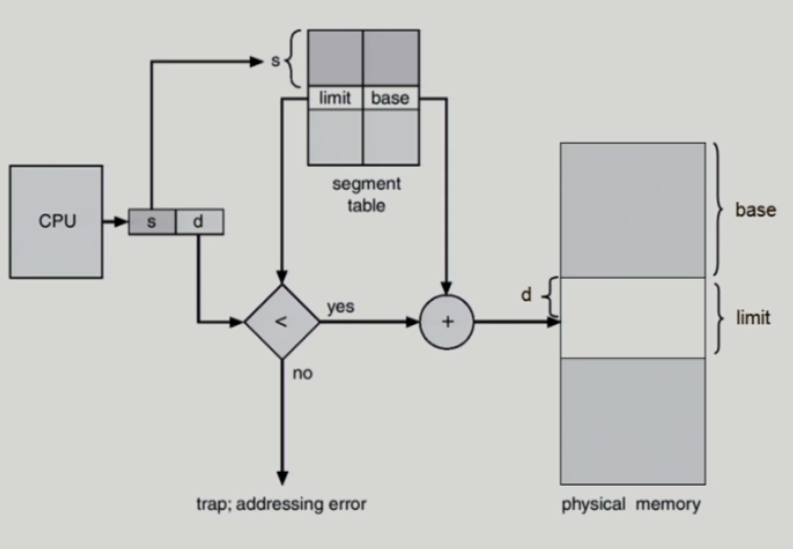 s
limit base
segment
table
CPU
s d
base
d
limit
<
yes
+
no
trap; addressing error
physical memory